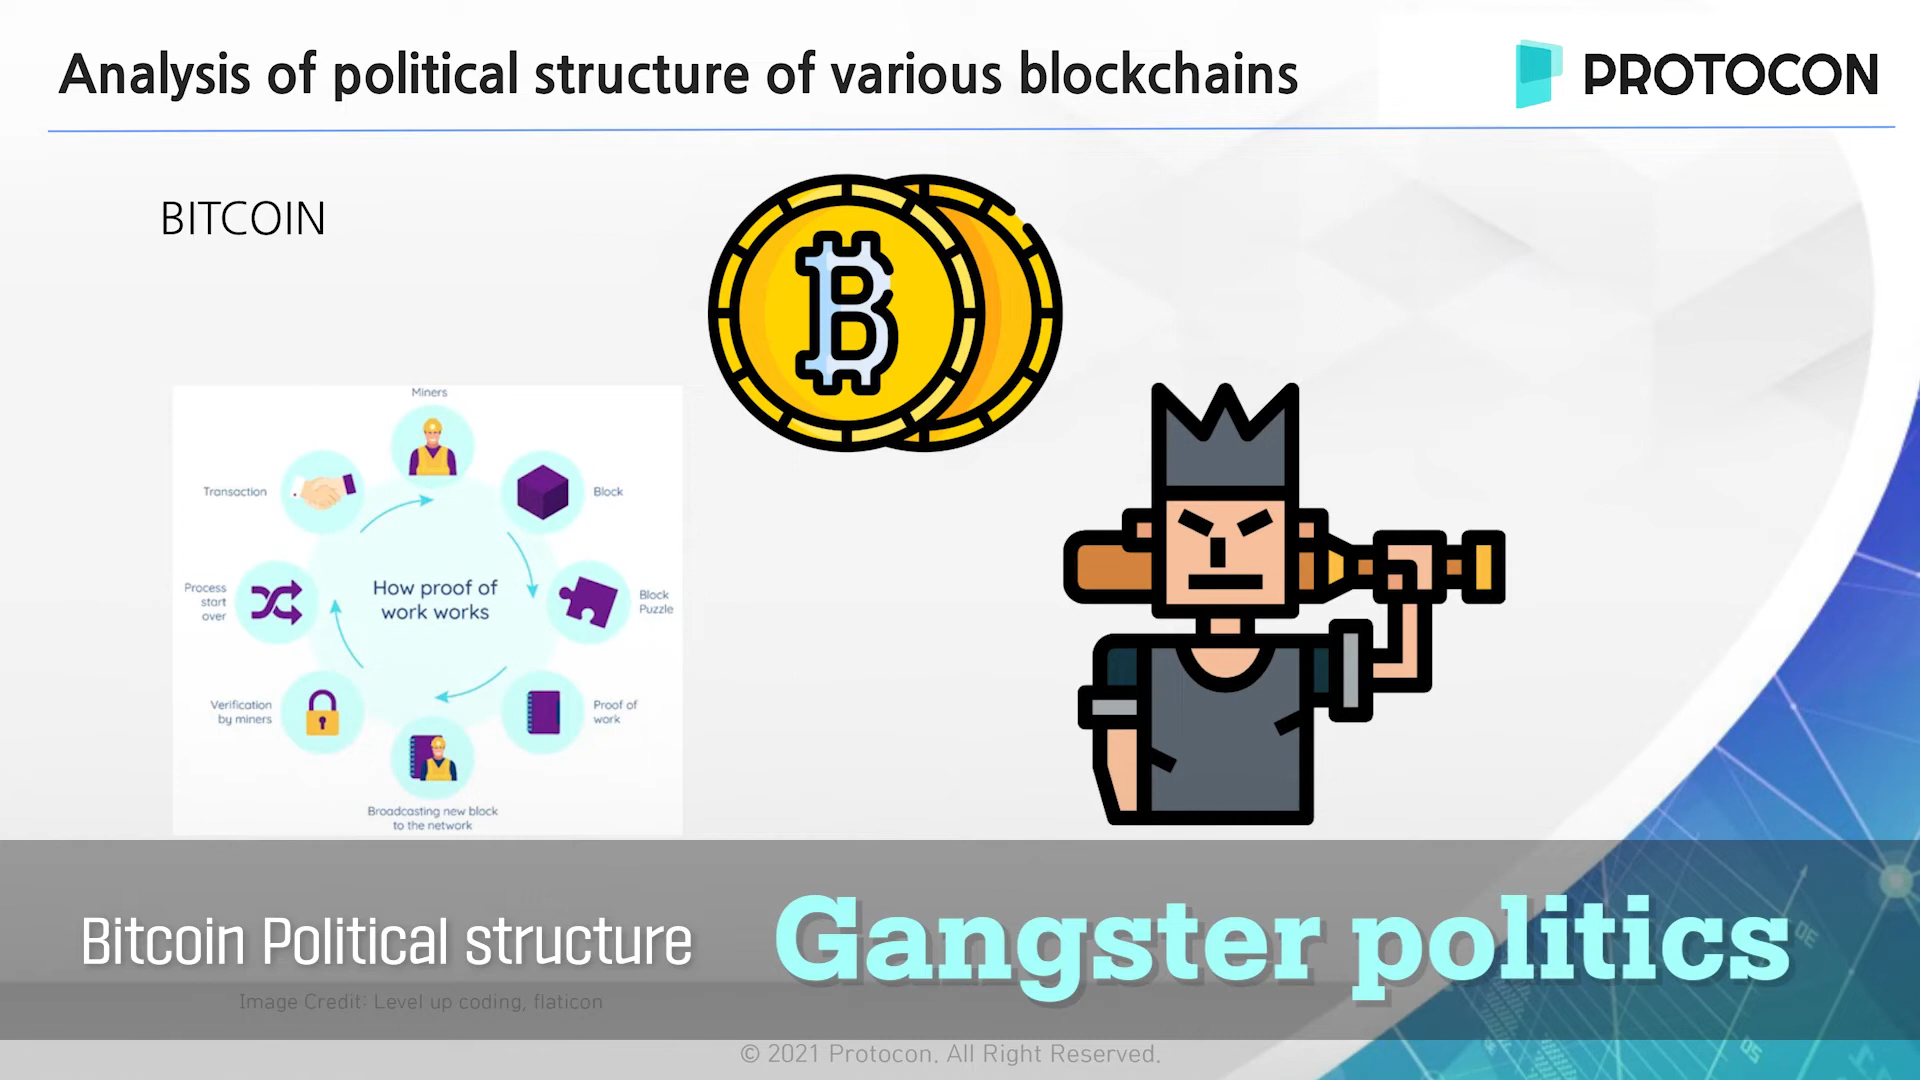 Analysis of political structure of various blockchains
PROTOCON
BITCOIN
Miners
Transaction
Block
How proof of
work works
Process
start
over
Block
Puzzle
Verification
by miners
Proof of
work
Broadcasting new block
to the network
Bitcoin Political structure
Gangster politics
Image Credit: Level up coding, flaticon
© 2021 Protocon. All Right Reserved.
0E
05